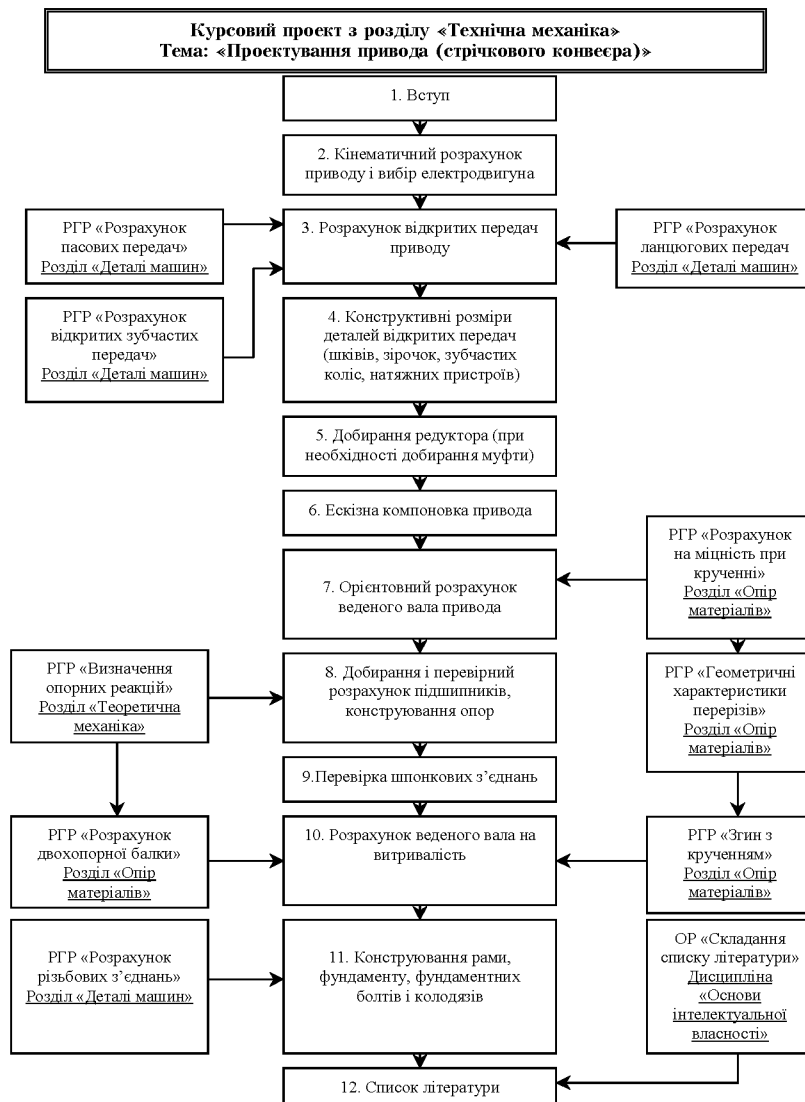 Курсовий проект з розділу «Технічна механіка»
Тема: «Проектування привода (стрічкового конвеєра)»
1. Вступ
2. Кінематичний розрахунок
приводу і вибір електродвигуна
РГР «Розрахунок
пасових передач»
Розділ «Деталі машин»
3. Розрахунок відкритих передач
приводу
РГР «Розрахунок
ланцюгових передач
Розділ «Деталі машин»
РГР «Розрахунок
відкритих зубчастих
передач»
Розділ «Деталі машин»
4. Конструктивні розміри
деталей відкритих передач
(шківів, зірочок, зубчастих
коліс, натяжних пристроїв)
5. Добирання редуктора (при
необхідності добирання муфти)
6. Ескізна компоновка привода
РГР «Розрахунок
на міцність при
крученні»
Розділ «Опір
матеріалів»
7. Орієнтовний розрахунок
веденого вала привода
РГР «Визначення
опорних реакцій»
Розділ «Теоретична
механіка»
8. Добирання і перевірний
розрахунок підшипників,
конструювання опор
РГР «Геометричні
характеристики
перерізів»
Розділ «Опір
матеріалів»
9.Перевірка шпонкових з’єднань
РГР «Розрахунок
двохопорної балки»
Розділ «Опір
матеріалів»
10. Розрахунок веденого вала на
витривалість
РГР «Згин з
крученням»
Розділ «Опір
матеріалів»
РГР «Розрахунок
різьбових з’єднань»
Розділ «Деталі машин»
11. Конструювання рами,
фундаменту, фундаментних
болтів і колодязів
ОР «Складання
списку літератури»
Дисципліна
«Основи
інтелектуальної
власності»
12. Список літератури